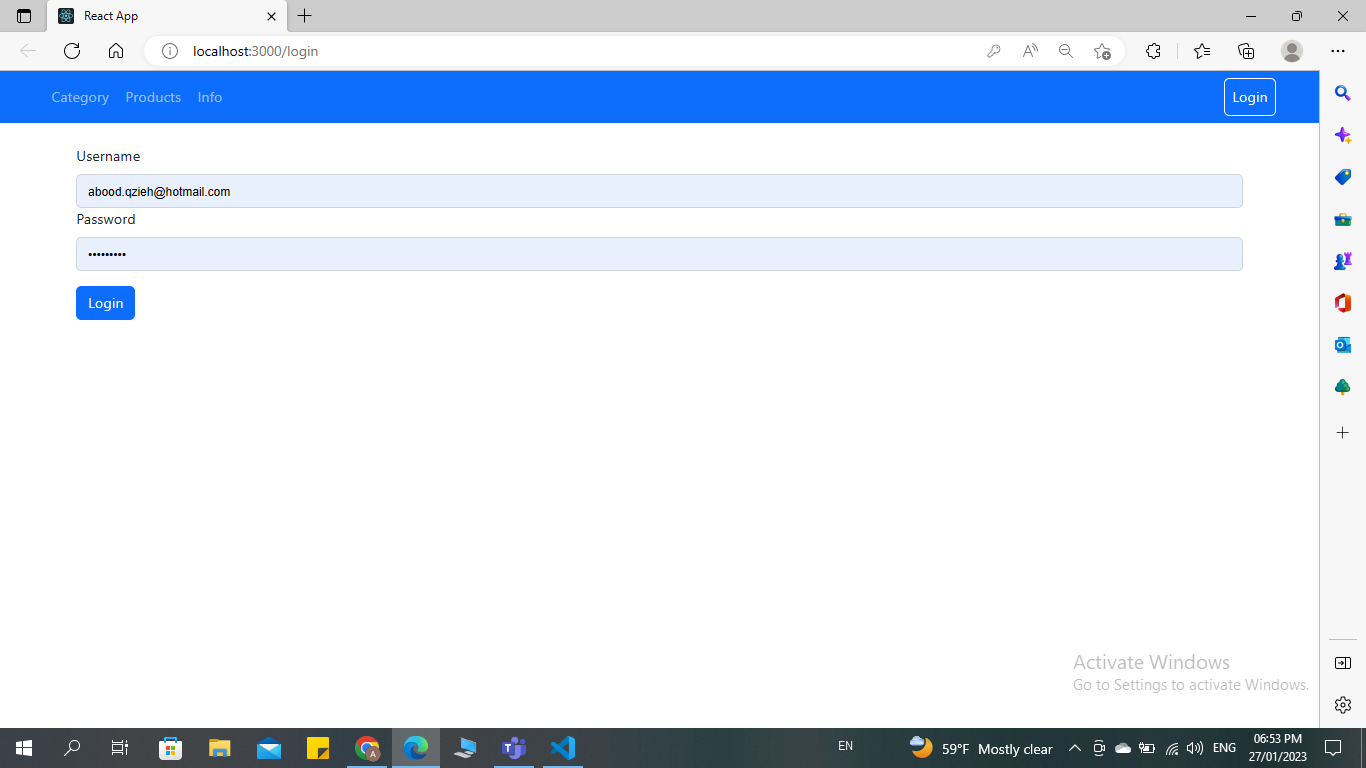 React App
localhost:3000/login
Category Products Info Login
Username
abood.qzieh@hotmail.com
Password
•••••••••
Login
Activate Windows
Go to Settings to activate Windows.
EN 59°F Mostly clear ENG 06:53 PM
27/01/2023